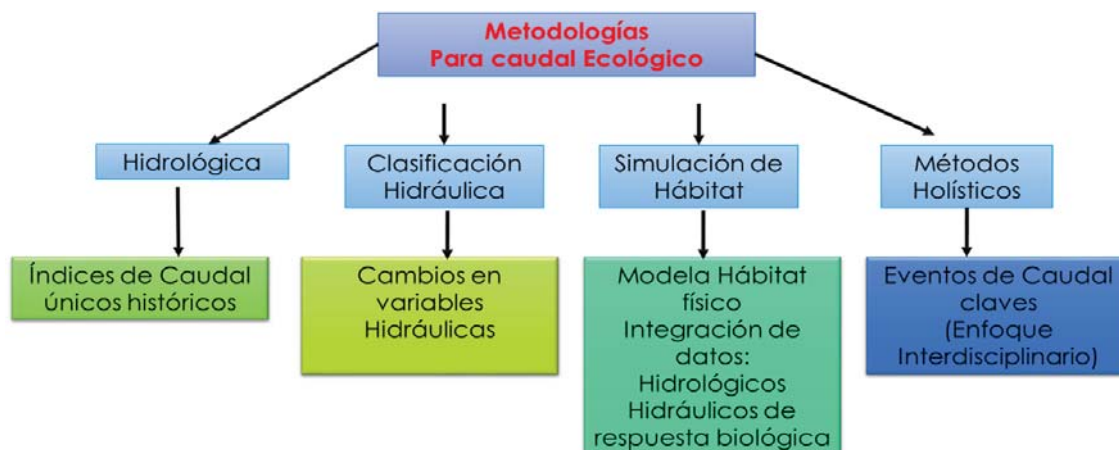 Metodologías
Para caudal Ecológico
Hidrológica
Clasificación
Hidráulica
Simulación de
Hábitat
Métodos
Holísticos
Índices de Caudal
únicos históricos
Cambios en
variables
Hidráulicas
Modela Hábitat
físico
Integración de
datos:
Hidrológicos
Hidráulicos de
respuesta biológica
Eventos de Caudal
claves
(Enfoque
Interdisciplinario)